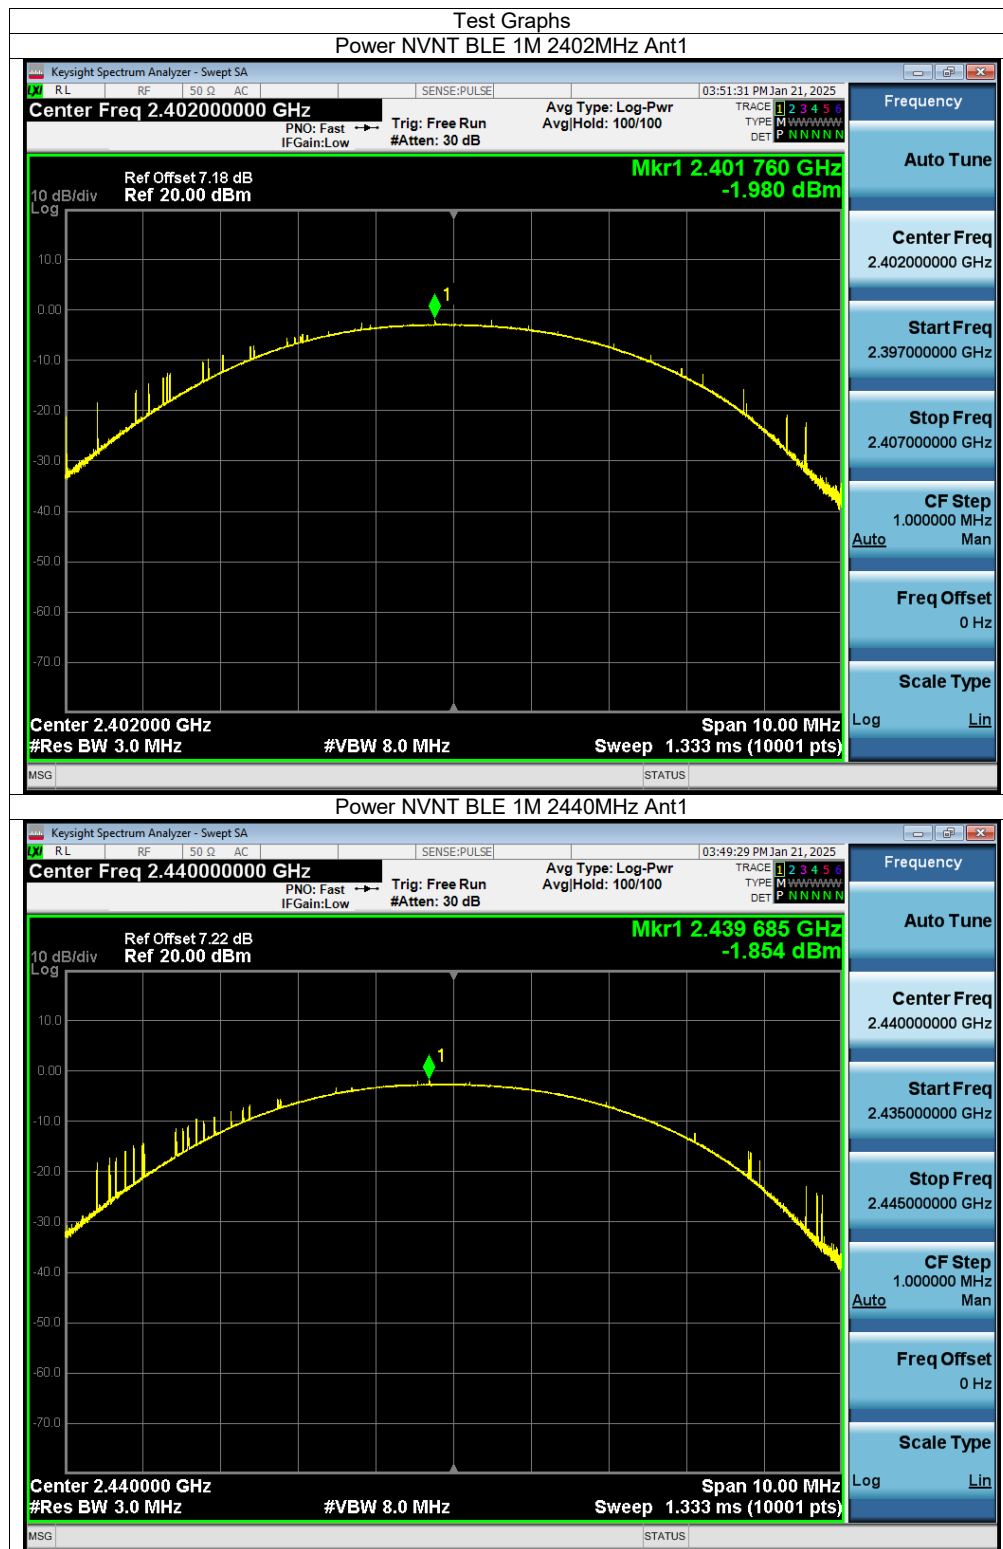 Test Graphs
Power NVNT BLE 1M 2402MHz Ant1
Keysight Spectrum Analyzer - Swept SA
LXI RL RF 50 Ω AC SENSE:PULSE 03:51:31 PM Jan 21, 2025
Center Freq 2.402000000 GHz
PNO: Fast
IFGain:Low
Trig: Free Run
#Atten: 30 dB
Avg Type: Log-Pwr
Avg|Hold: 100/100
TRACE 1 2 3 4 5 6
TYPE M WWWWW
DET P N N N N N
Frequency
Auto Tune
Center Freq
2.402000000 GHz
Start Freq
2.397000000 GHz
Stop Freq
2.407000000 GHz
CF Step
1.000000 MHz
Auto Man
Freq Offset
0 Hz
Scale Type
Log Lin
Mkr1 2.401 760 GHz
-1.980 dBm
Ref Offset 7.18 dB
10 dB/div Ref 20.00 dBm
Log
10.0
1
0.00
-10.0
-20.0
-30.0
-40.0
-50.0
-60.0
-70.0
Center 2.402000 GHz Span 10.00 MHz
#Res BW 3.0 MHz #VBW 8.0 MHz Sweep 1.333 ms (10001 pts)
MSG STATUS
Power NVNT BLE 1M 2440MHz Ant1
Keysight Spectrum Analyzer - Swept SA
LXI RL RF 50 Ω AC SENSE:PULSE 03:49:29 PM Jan 21, 2025
Center Freq 2.440000000 GHz
PNO: Fast
IFGain:Low
Trig: Free Run
#Atten: 30 dB
Avg Type: Log-Pwr
Avg|Hold: 100/100
TRACE 1 2 3 4 5 6
TYPE M WWWWW
DET P N N N N N
Frequency
Auto Tune
Center Freq
2.440000000 GHz
Start Freq
2.435000000 GHz
Stop Freq
2.445000000 GHz
CF Step
1.000000 MHz
Auto Man
Freq Offset
0 Hz
Scale Type
Log Lin
Mkr1 2.439 685 GHz
-1.854 dBm
Ref Offset 7.22 dB
10 dB/div Ref 20.00 dBm
Log
10.0
1
0.00
-10.0
-20.0
-30.0
-40.0
-50.0
-60.0
-70.0
Center 2.440000 GHz Span 10.00 MHz
#Res BW 3.0 MHz #VBW 8.0 MHz Sweep 1.333 ms (10001 pts)
MSG STATUS